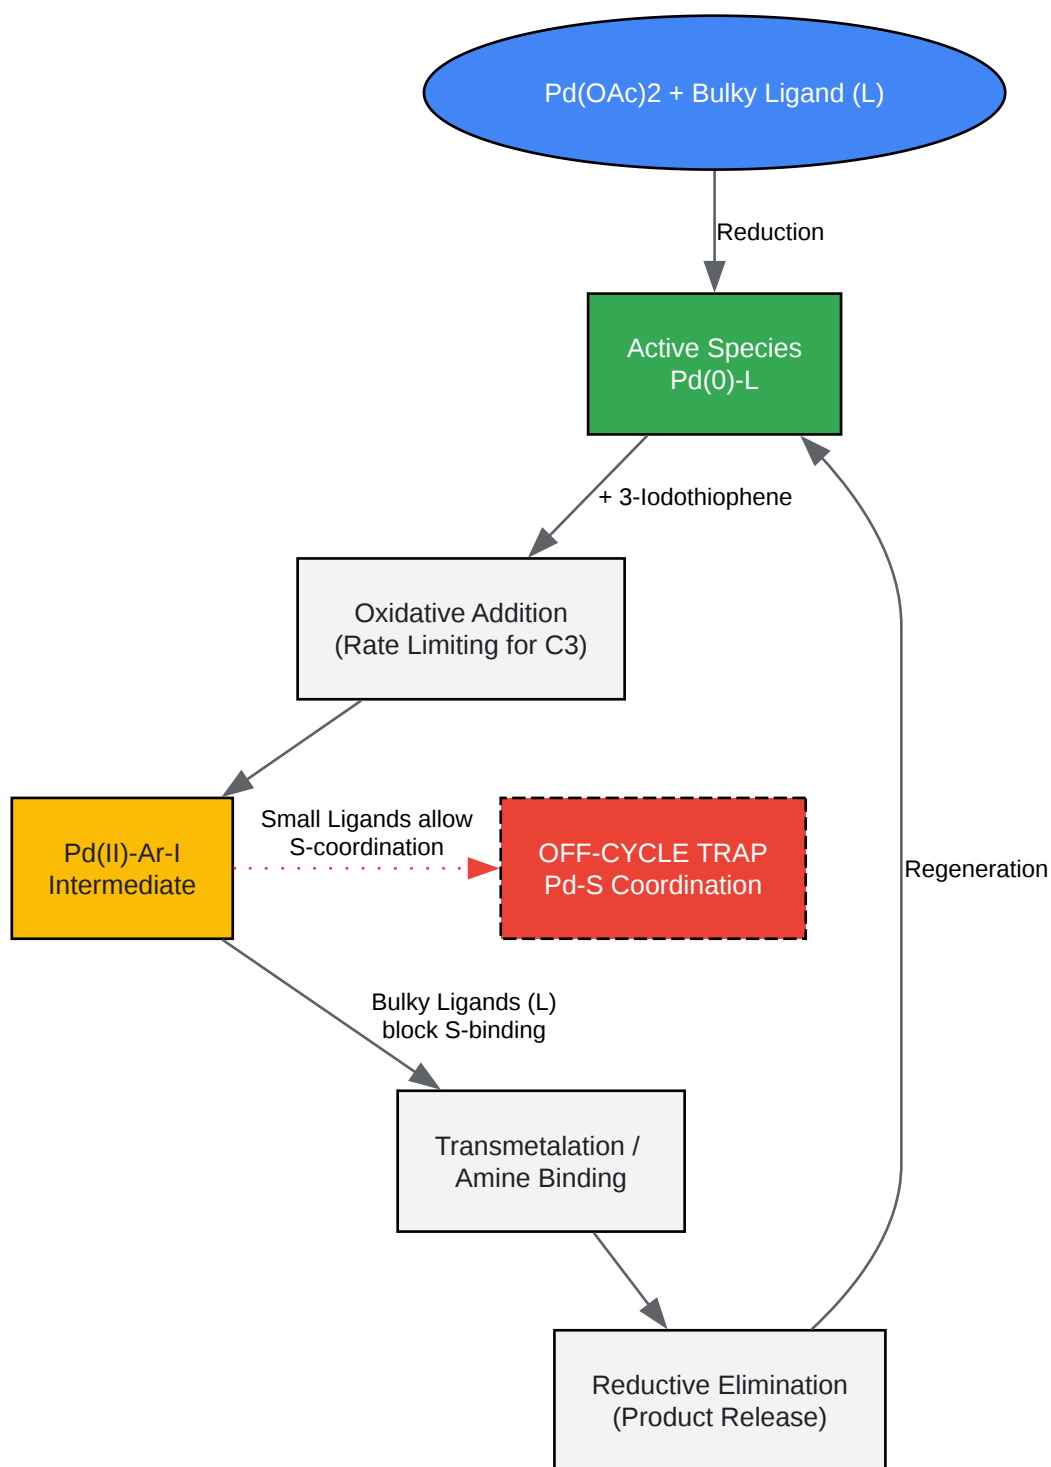 Pd(OAc)2 + Bulky Ligand (L)
Reduction
Active Species
Pd(0)-L
+ 3-Iodothiophene
Oxidative Addition
(Rate Limiting for C3)
Pd(II)-Ar-I
Intermediate
Small Ligands allow
S-coordination
OFF-CYCLE TRAP
Pd-S Coordination
Regeneration
Bulky Ligands (L)
block S-binding
Transmetalation /
Amine Binding
Reductive Elimination
(Product Release)